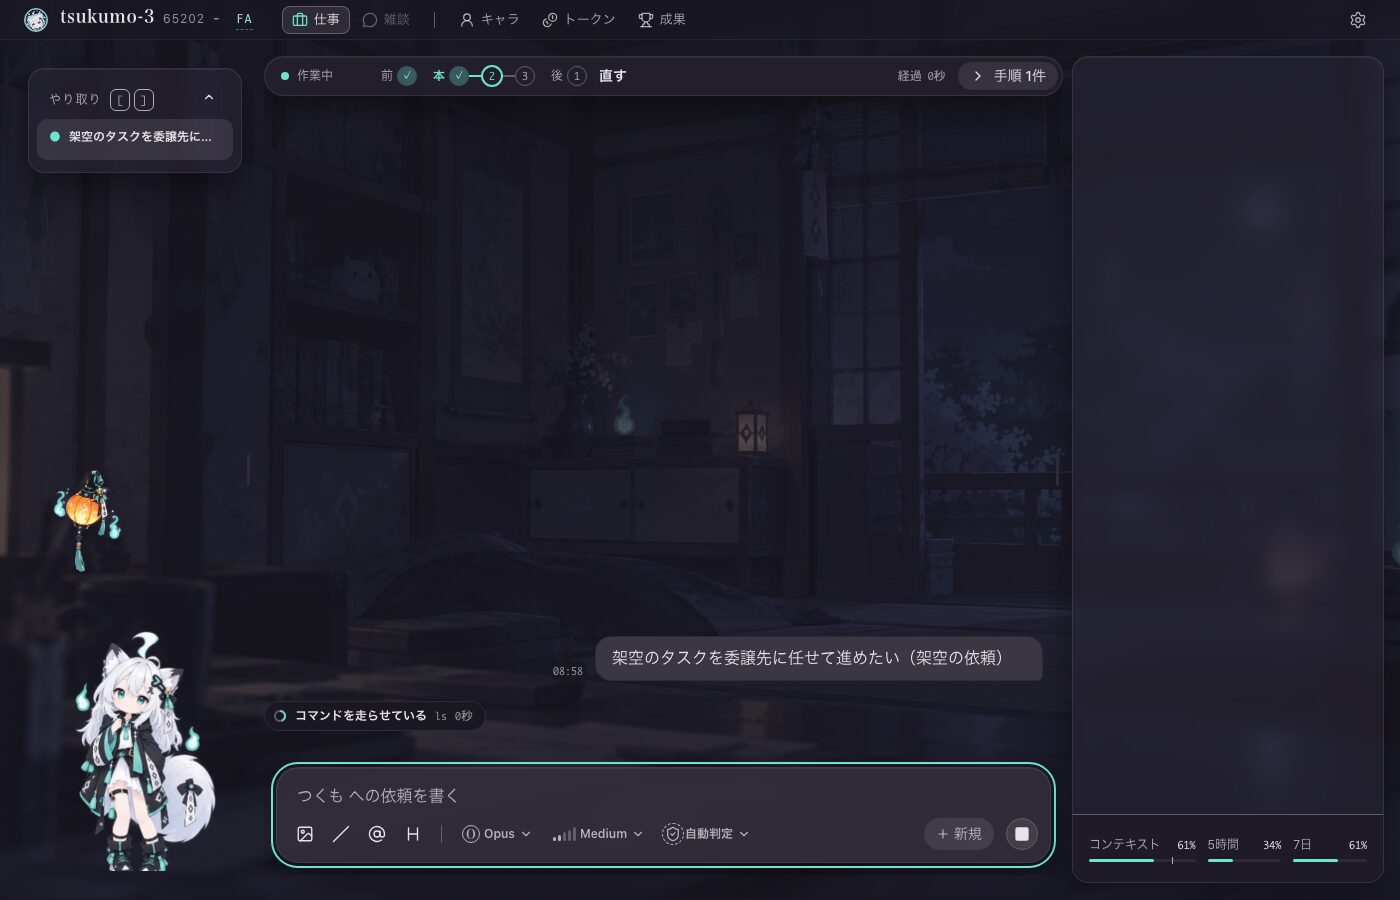 tsukumo-3 65202 - FA 仕事 雑談 キャラ トークン 成果
やり取り [ ]
架空のタスクを委譲先に...
作業中 前 本 2 3 後 1 直す 経過 0秒 手順 1件
架空のタスクを委譲先に任せて進めたい（架空の依頼）
08:58
コマンドを走らせている ls 0秒
つくも への依頼を書く
Opus Medium 自動判定 + 新規
コンテキスト 61% 5時間 34% 7日 61%